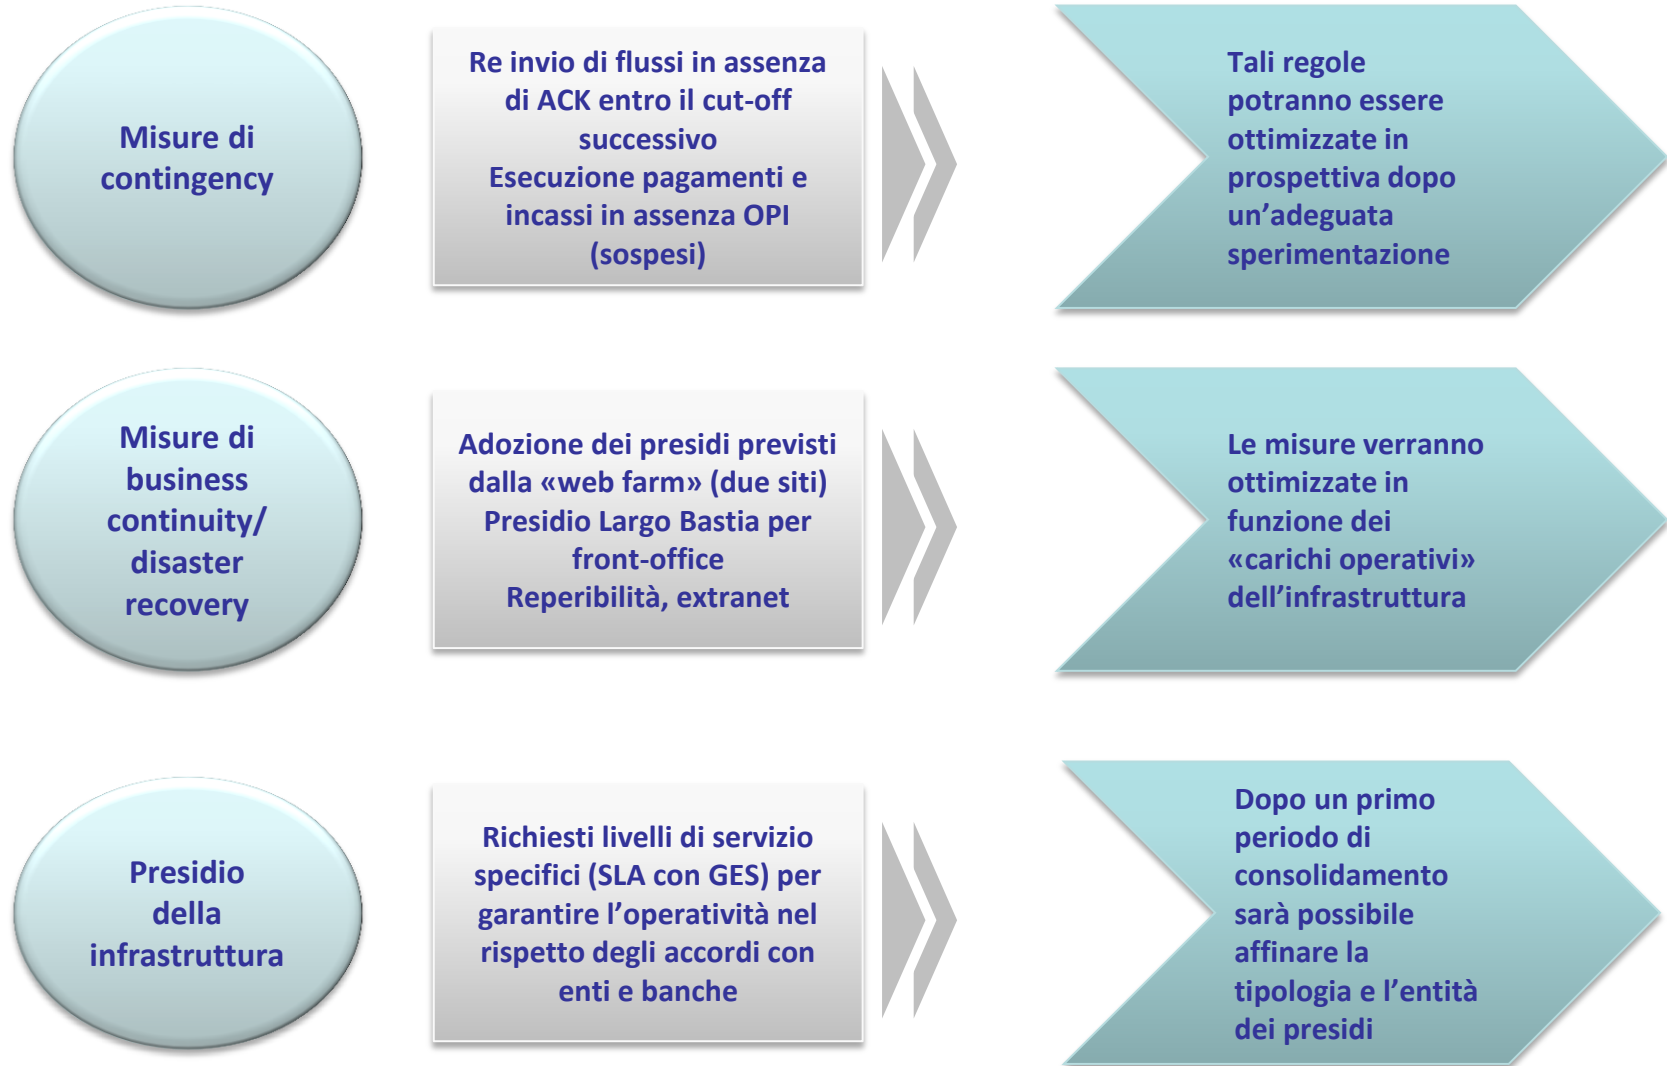 Misure di
contingency
Re invio di flussi in assenza
di ACK entro il cut-off
successivo
Esecuzione pagamenti e
incassi in assenza OPI
(sospesi)
Tali regole
potranno essere
ottimizzate in
prospettiva dopo
un’adeguata
sperimentazione
Misure di
business
continuity/
disaster
recovery
Adozione dei presidi previsti
dalla «web farm» (due siti)
Presidio Largo Bastia per
front-office
Reperibilità, extranet
Le misure verranno
ottimizzate in
funzione dei
«carichi operativi»
dell’infrastruttura
Presidio
della
infrastruttura
Richiesti livelli di servizio
specifici (SLA con GES) per
garantire l’operatività nel
rispetto degli accordi con
enti e banche
Dopo un primo
periodo di
consolidamento
sarà possibile
affinare la
tipologia e l’entità
dei presidi